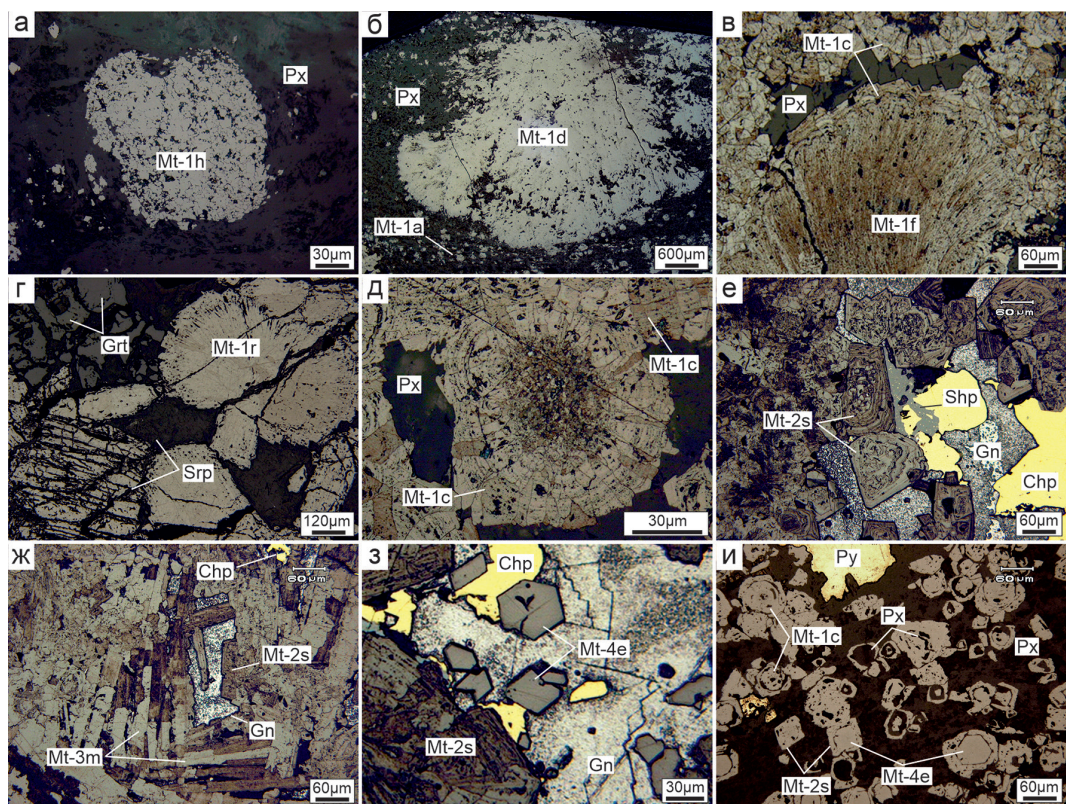 а
Px
Mt-1h
30µm
б
Px
Mt-1d
Mt-1a
600µm
в
Mt-1c
Px
Mt-1f
60µm
г
Grt
Mt-1r
Srp
120µm
д
Mt-1c
Px
Mt-1c
30µm
е
60µm
Shp
Mt-2s
Gn
Chp
60µm
ж
Chp
60µm
Mt-2s
Gn
Mt-3m
60µm
з
Chp
Mt-4e
Mt-2s
Gn
30µm
и
Py
60µm
Mt-1c
Px
Px
Mt-2s
Mt-4e
60µm